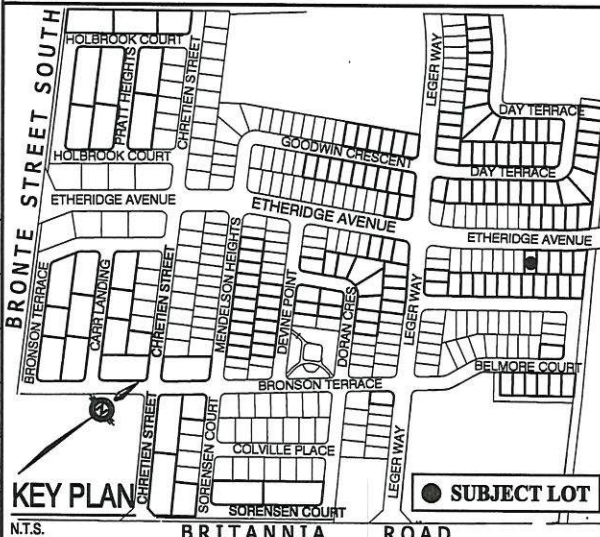 BRONTE STREET SOUTH
HOLBROOK COURT
PRATT HEIGHTS
CHRETIEN STREET
LEGER WAY
DAY TERRACE
GOODWIN CRESCENT
HOLBROOK COURT
DAY TERRACE
ETHERIDGE AVENUE
ETHERIDGE AVENUE
ETHERIDGE AVENUE
BRONSON TERRACE
CARR LANDING
CHRETIEN STREET
MENDELSON HEIGHTS
DEVINE POINT
DORAN CRES
LEGER WAY
BELMORE COURT
BRONSON TERRACE
N
CHRETIEN STREET
SORENSEN COURT
COLVILLE PLACE
LEGER WAY
KEY PLAN
SUBJECT LOT
SORENSEN COURT
N.T.S.
BRITANNIA ROAD